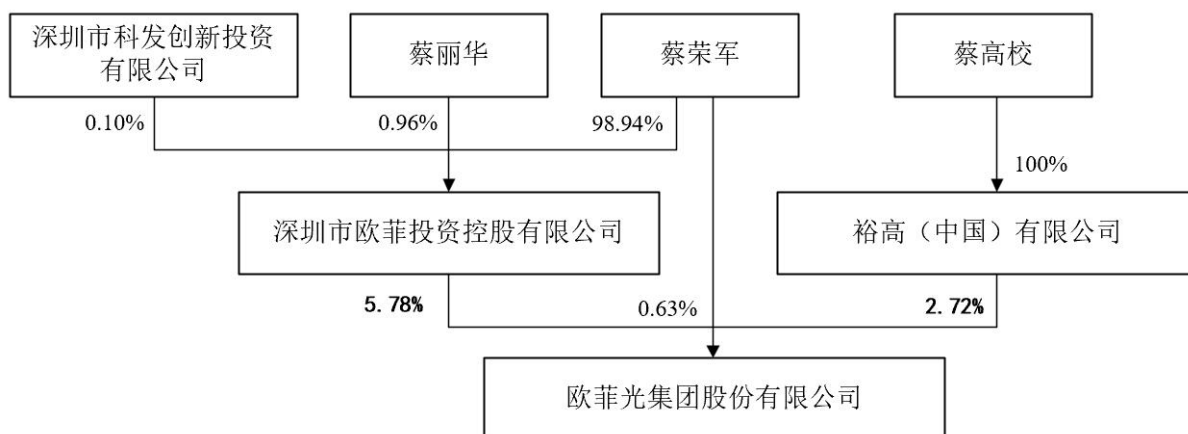 深圳市科发创新投资
有限公司
蔡丽华
蔡荣军
蔡高校
0.10%
0.96%
98.94%
100%
深圳市欧菲投资控股有限公司
裕高（中国）有限公司
5.78%
0.63%
2.72%
欧菲光集团股份有限公司